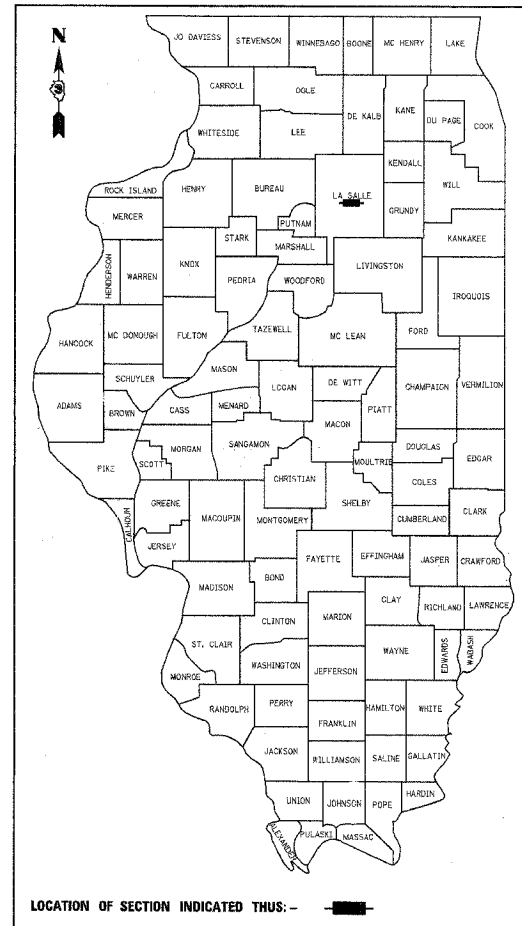 N
JO DAVIESS STEVENSON WINNEBAGO BOONE MC HENRY LAKE
CARROLL OGLE DE KALB KANE DU PAGE COOK
WHITESIDE LEE KENDALL WILL
ROCK ISLAND HENRY BUREAU LA SALLE GRUNDY
MERCER PUTNAM
STARK MARSHALL KANKAKEE
HENDERSON WARREN KNOX PEORIA WOODFORD LIVINGSTON IROQUOIS
HANCOCK MC DONOUGH FULTON TAZEWELL MC LEAN FORD
MASON
SCHUYLER LOGAN DE WITT CHAMPAIGN VERMILION
ADAMS BROWN CASS MENARD PIATT
MACON
MORGAN SANGAMON DOUGLAS EDGAR
PIKE SCOTT CHRISTIAN MOULTRIE COLES
GREENE MACOUPIN SHELBY
CALHOUN MONTGOMERY CUMBERLAND CLARK
JERSEY
FAYETTE EFFINGHAM JASPER CRAWFORD
MADISON BOND
CLAY RICHLAND LAWRENCE
CLINTON MARION
ST. CLAIR WAYNE EDWARDS WABASH
WASHINGTON JEFFERSON
MONROE
RANDOLPH PERRY HAMILTON WHITE
FRANKLIN
JACKSON WILLIAMSON SALINE GALLATIN
UNION JOHNSON POPE HARDIN
ALEXANDER PULASKI MASSAC
LOCATION OF SECTION INDICATED THUS: -